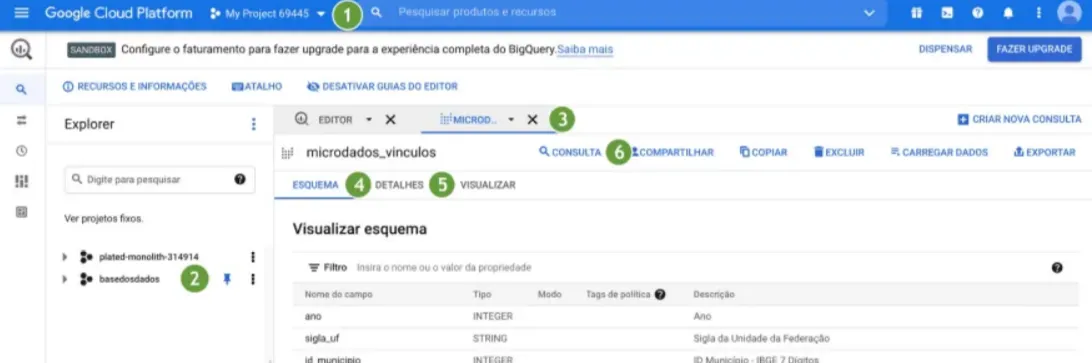 Google Cloud Platform My Project 69445 1 Pesquisar produtos e recursos
SANDBOX Configure o faturamento para fazer upgrade para a experiência completa do BigQuery. Saiba mais DISPENSAR FAZER UPGRADE
RECURSOS E INFORMAÇÕES ATALHO DESATIVAR GUIAS DO EDITOR
Explorer
Digite para pesquisar
Ver projetos fixos.
plated-monolith-314914
basedosdados 2
EDITOR MICROD.. 3 CRIAR NOVA CONSULTA
microdados_vinculos CONSULTA 6 COMPARTILHAR COPIAR EXCLUIR CARREGAR DADOS EXPORTAR
ESQUEMA 4 DETALHES 5 VISUALIZAR
Visualizar esquema
Filtro Insira o nome ou o valor da propriedade
Nome do campo Tipo Modo Tags de política Descrição
ano INTEGER Ano
sigla_uf STRING Sigla da Unidade da Federação
id_municipio INTEGER ID Município - IBGE 7 Dígitos